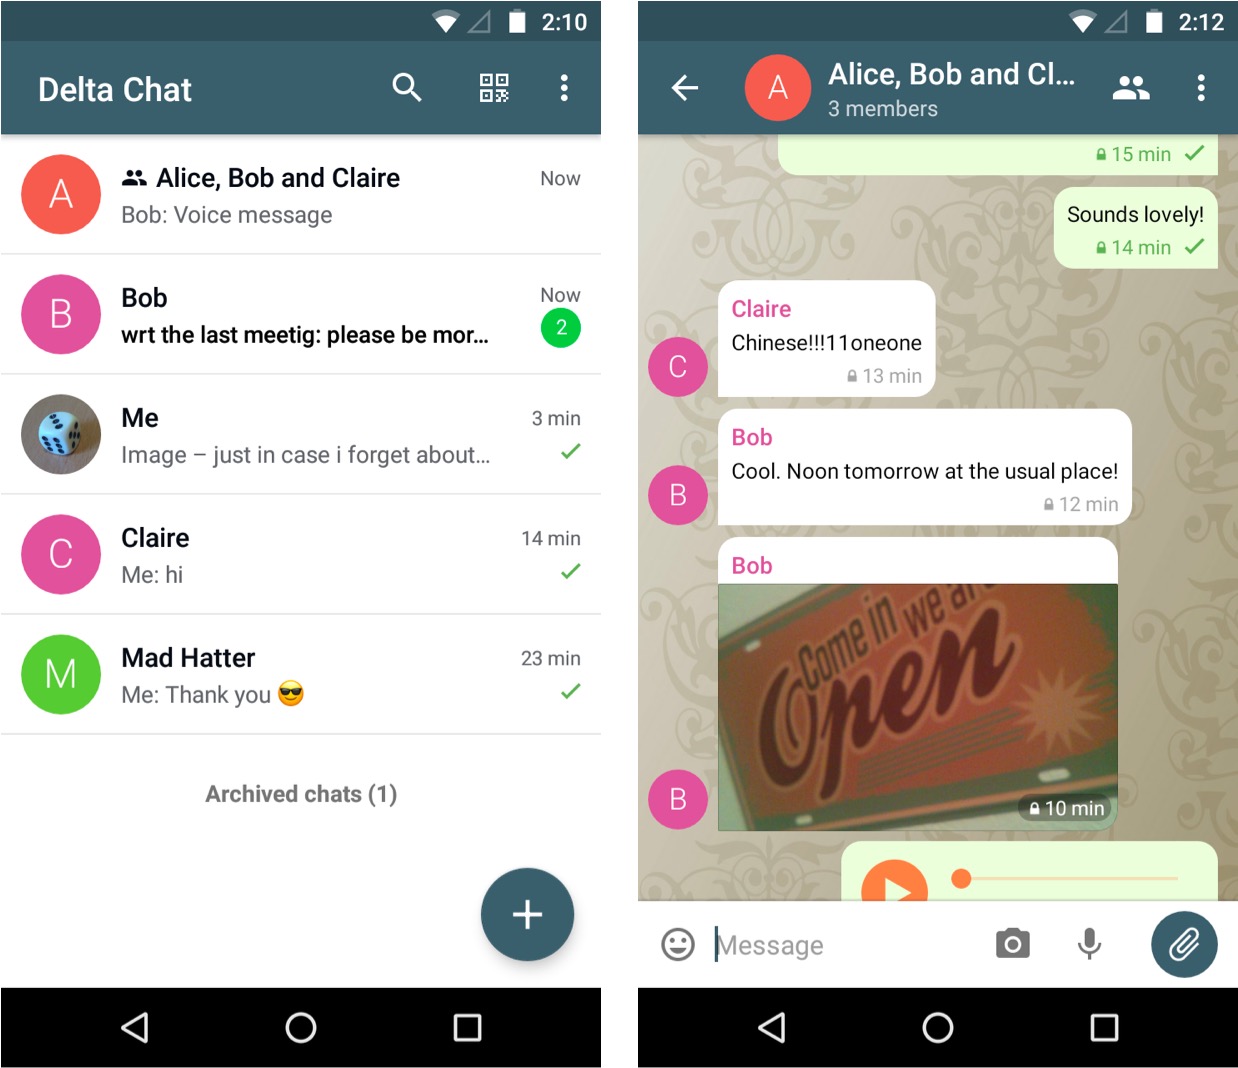 2:10
Delta Chat
A
Alice, Bob and Claire
Now
Bob: Voice message
B
Bob
Now
wrt the last meetig: please be mor...
2
Me
3 min
Image – just in case i forget about...
C
Claire
14 min
Me: hi
M
Mad Hatter
23 min
Me: Thank you 😎
Archived chats (1)
+
2:12
A
Alice, Bob and Cl...
3 members
15 min
Sounds lovely!
14 min
Claire
Chinese!!!11oneone
C
13 min
Bob
Cool. Noon tomorrow at the usual place!
B
12 min
Bob
Come in we are
Open
B
10 min
Message